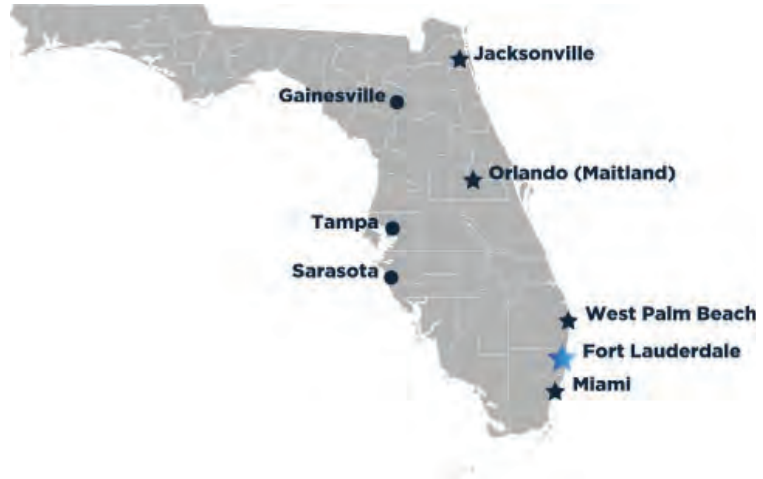 Jacksonville
Gainesville
Orlando (Maitland)
Tampa
Sarasota
West Palm Beach
Fort Lauderdale
Miami